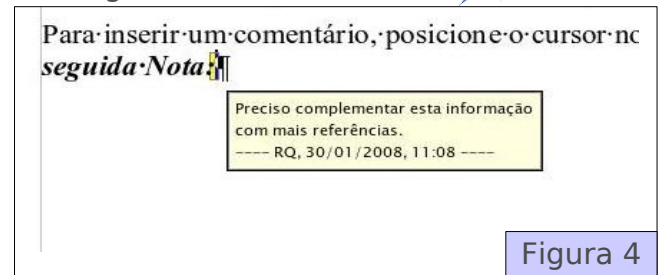 Para·inserir·um·comentário,·posicione·o·cursor·no
seguida·Nota:¶
Preciso complementar esta informação
com mais referências.
---- RQ, 30/01/2008, 11:08 ----
Figura 4